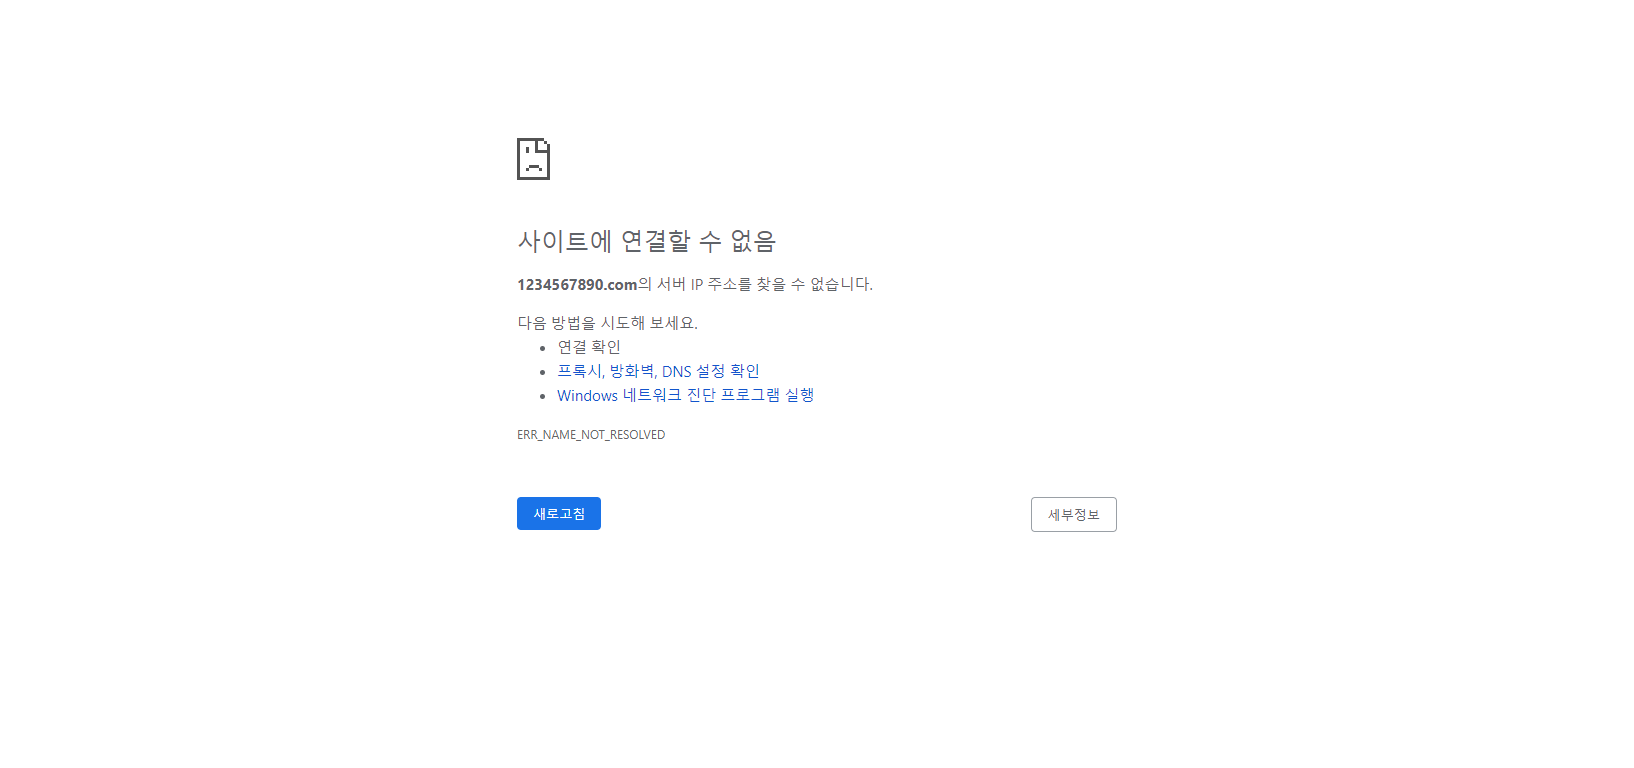 사이트에 연결할 수 없음
1234567890.com의 서버 IP 주소를 찾을 수 없습니다.
다음 방법을 시도해 보세요.
연결 확인
프록시, 방화벽, DNS 설정 확인
Windows 네트워크 진단 프로그램 실행
ERR_NAME_NOT_RESOLVED
새로고침
세부정보